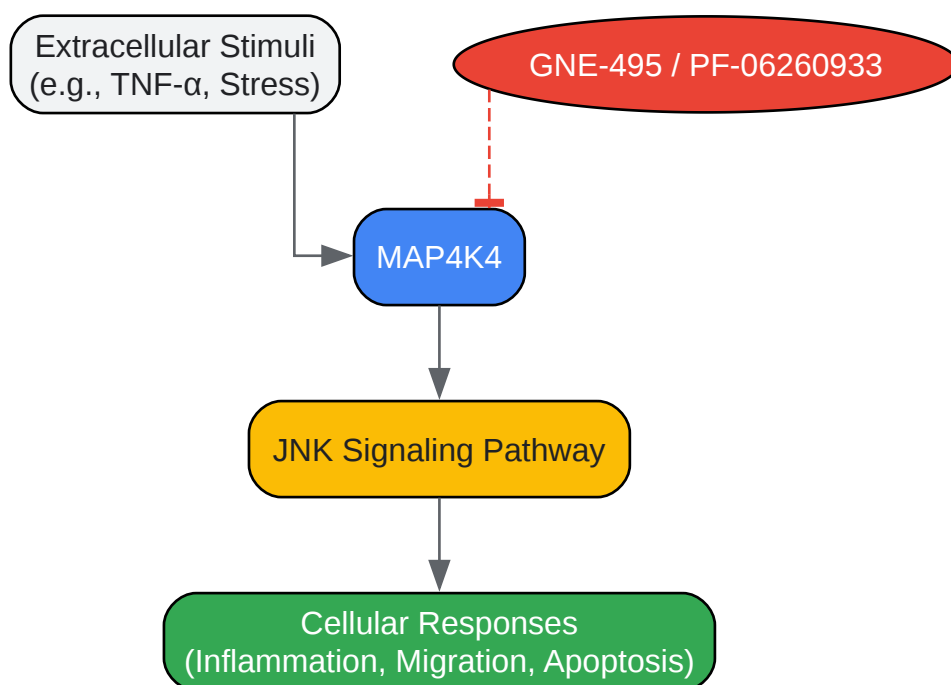 Extracellular Stimuli
(e.g., TNF-α, Stress)
GNE-495 / PF-06260933
MAP4K4
JNK Signaling Pathway
Cellular Responses
(Inflammation, Migration, Apoptosis)